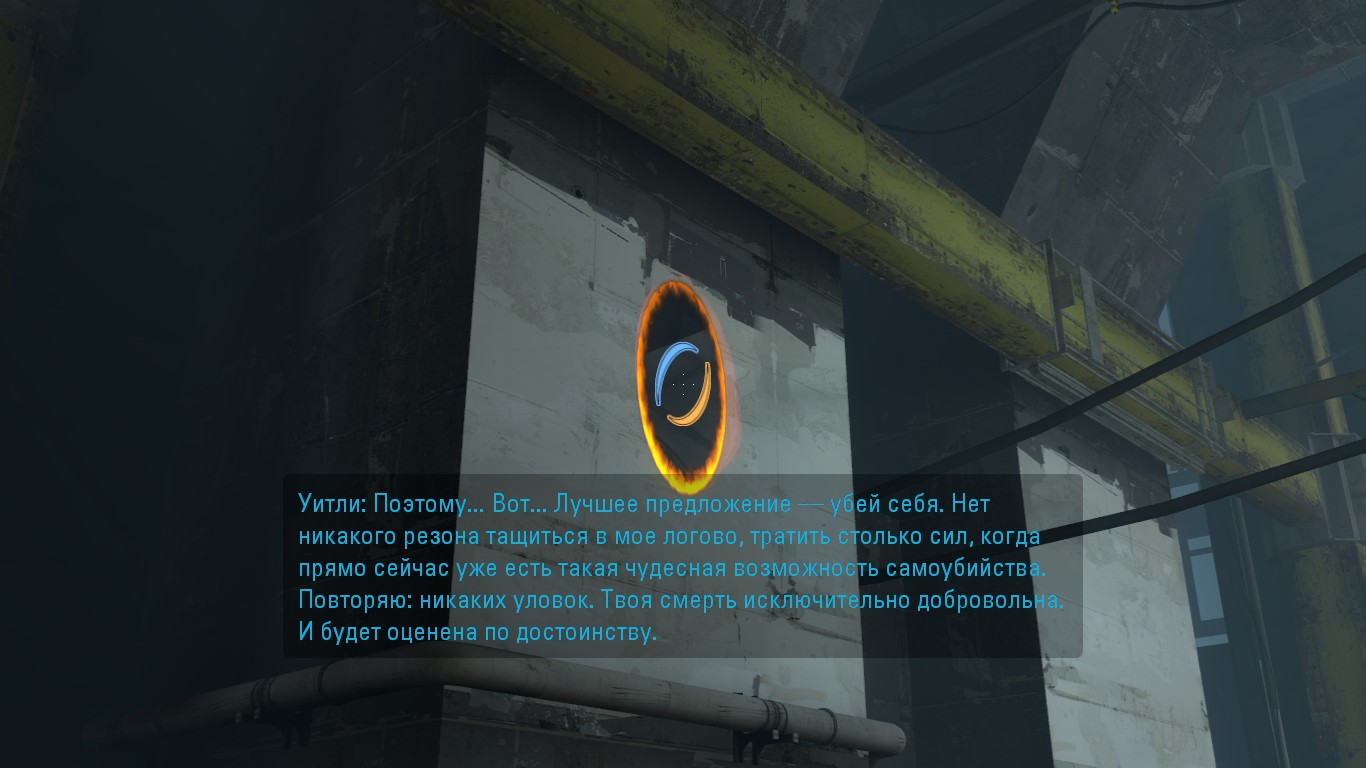 Уитли: Поэтому... Вот... Лучшее предложение — убей себя. Нет
никакого резона тащиться в мое логово, тратить столько сил, когда
прямо сейчас уже есть такая чудесная возможность самоубийства.
Повторяю: никаких уловок. Твоя смерть исключительно добровольна.
И будет оценена по достоинству.